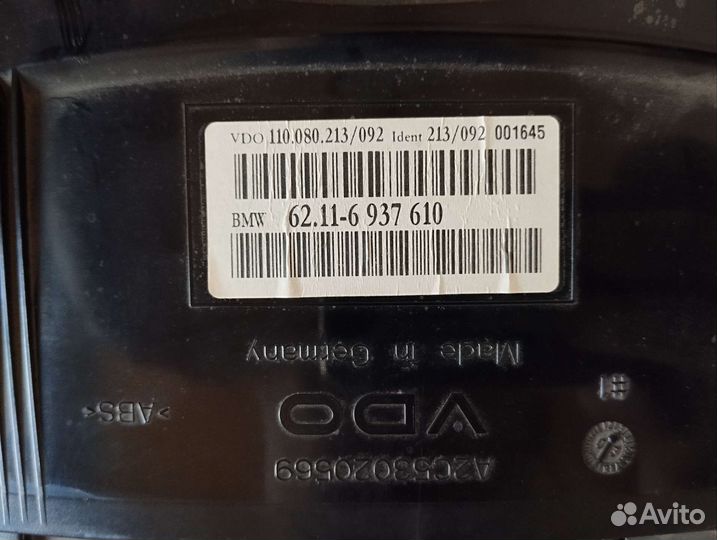 VDO 110.080.213/092 Ident 213/092 001645
BMW 62.11-6 937 610
Made in Germany
#1
>ABS<
VDO
A2C53020569
Avito